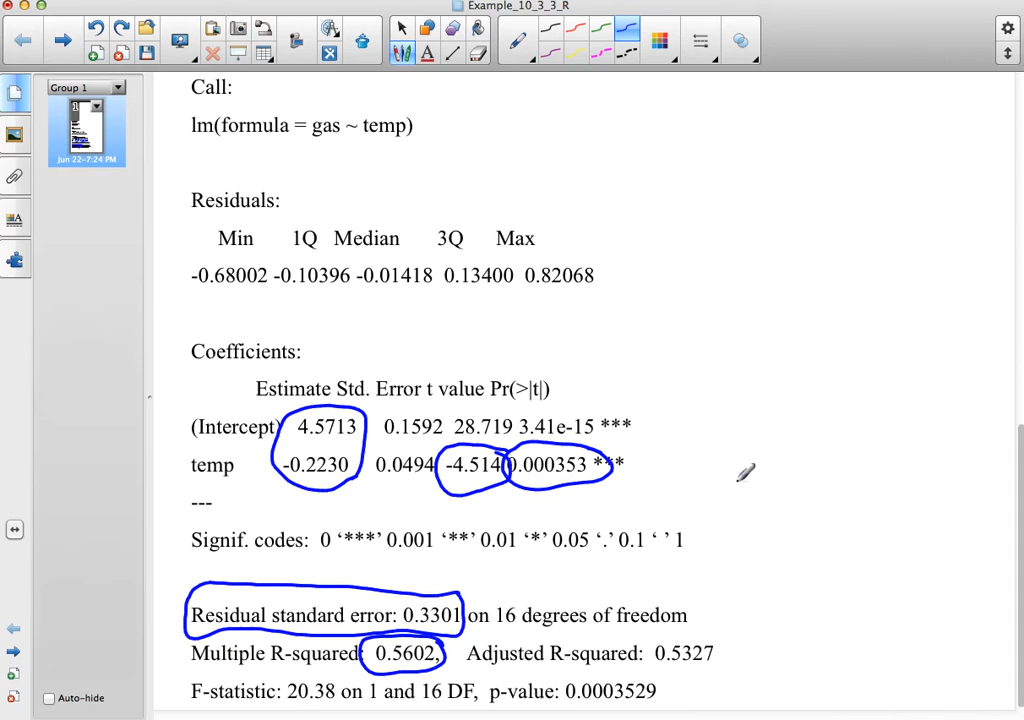 Example_10_3_3_R
Group 1
1
Jun 22-7:24 PM
Call:
lm(formula = gas ~ temp)
Residuals:
Min 1Q Median 3Q Max
-0.68002 -0.10396 -0.01418 0.13400 0.82068
Coefficients:
Estimate Std. Error t value Pr(>|t|)
(Intercept) 4.5713 0.1592 28.719 3.41e-15 ***
temp -0.2230 0.0494 -4.514 0.000353 ***
---
Signif. codes: 0 ‘***’ 0.001 ‘**’ 0.01 ‘*’ 0.05 ‘.’ 0.1 ‘ ’ 1
Residual standard error: 0.3301 on 16 degrees of freedom
Multiple R-squared: 0.5602, Adjusted R-squared: 0.5327
F-statistic: 20.38 on 1 and 16 DF, p-value: 0.0003529
Auto-hide